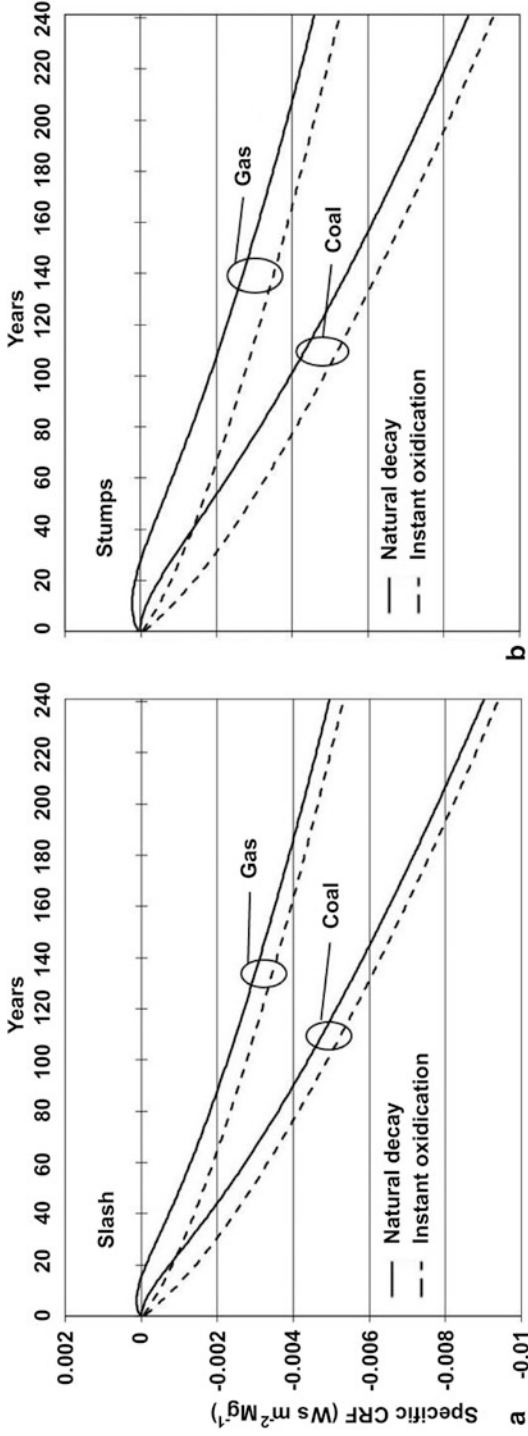 Years
0 20 40 60 80 100 120 140 160 180 200 220 240
0.002
0
-0.002
-0.004
-0.006
-0.008
-0.01
Specific CRF (W s m⁻² Mg⁻¹)
Slash
Gas
Coal
Natural decay
Instant oxidication
a
Years
0 20 40 60 80 100 120 140 160 180 200 220 240
Stumps
Gas
Coal
Natural decay
Instant oxidication
b